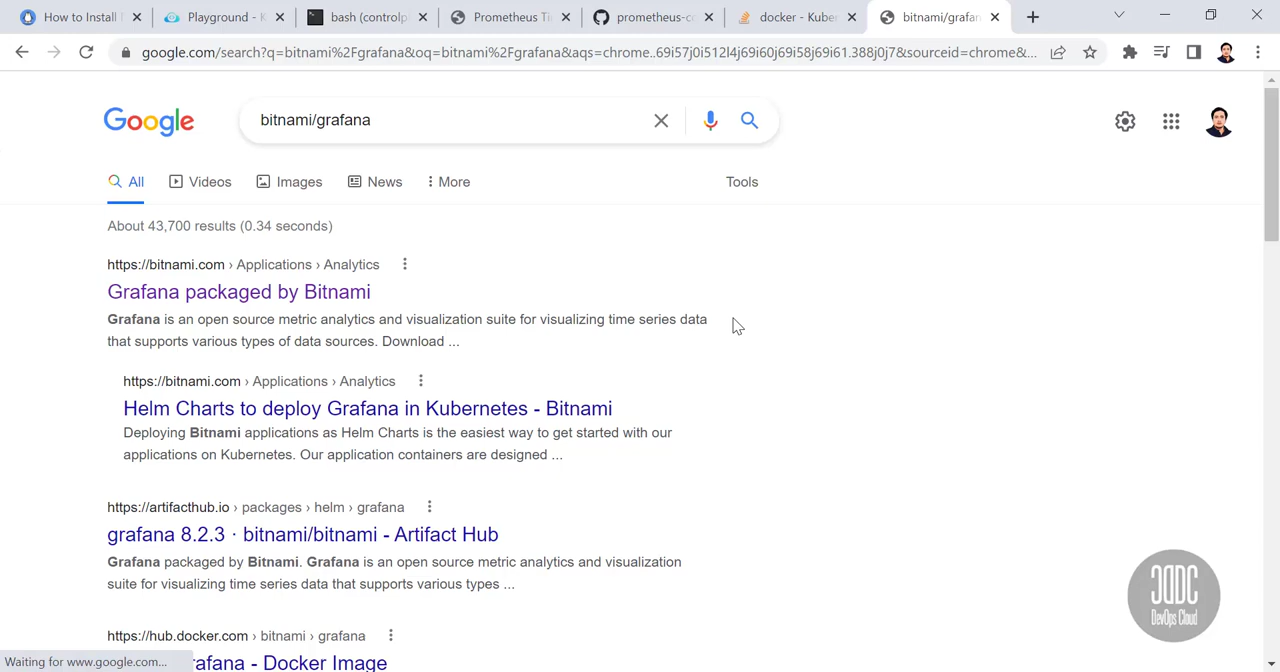 How to Install
Playground - K
bash (controlp
Prometheus Ti
prometheus-co
docker - Kube
bitnami/grafan
google.com/search?q=bitnami%2Fgrafana&oq=bitnami%2Fgrafana&aqs=chrome..69i57j0i512l4j69i60j69i58j69i61.388j0j7&sourceid=chrome&...
Google
bitnami/grafana
All
Videos
Images
News
More
Tools
About 43,700 results (0.34 seconds)
https://bitnami.com › Applications › Analytics
Grafana packaged by Bitnami
Grafana is an open source metric analytics and visualization suite for visualizing time series data
that supports various types of data sources. Download ...
https://bitnami.com › Applications › Analytics
Helm Charts to deploy Grafana in Kubernetes - Bitnami
Deploying Bitnami applications as Helm Charts is the easiest way to get started with our
applications on Kubernetes. Our application containers are designed ...
https://artifacthub.io › packages › helm › grafana
grafana 8.2.3 · bitnami/bitnami - Artifact Hub
Grafana packaged by Bitnami. Grafana is an open source metric analytics and visualization
suite for visualizing time series data that supports various types ...
https://hub.docker.com › bitnami › grafana
rafana - Docker Image
Waiting for www.google.com...
DevOps Cloud